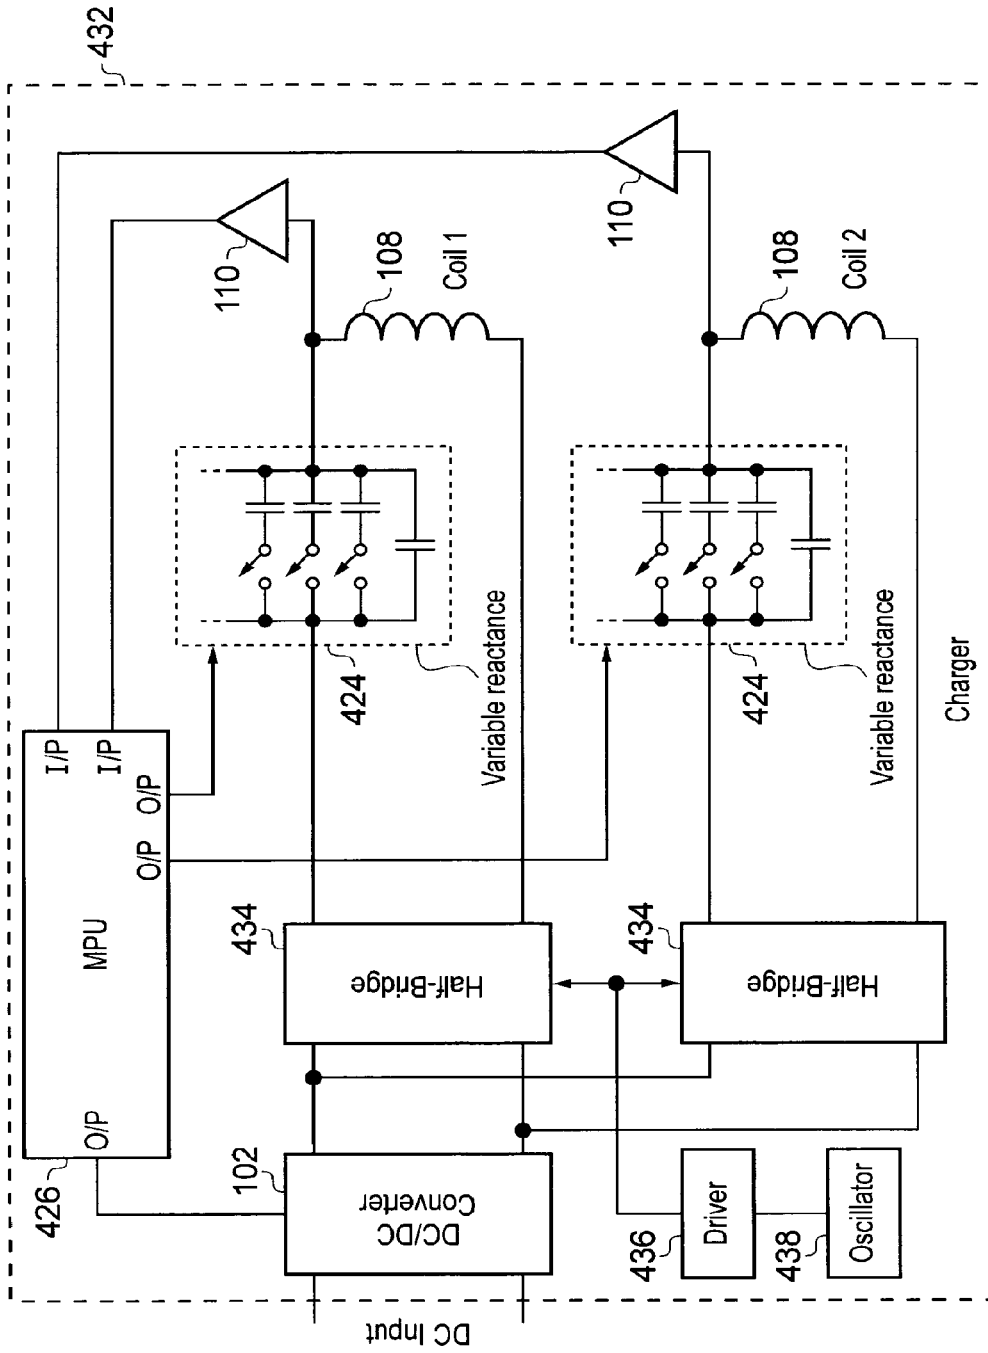 432
MPU
I/P
I/P
O/P
O/P
O/P
426
110
110
108
Coil 1
108
Coil 2
424
Variable reactance
424
Variable reactance
434
Half-Bridge
434
Half-Bridge
102
DC/DC
Converter
436
Driver
438
Oscillator
DC Input
Charger